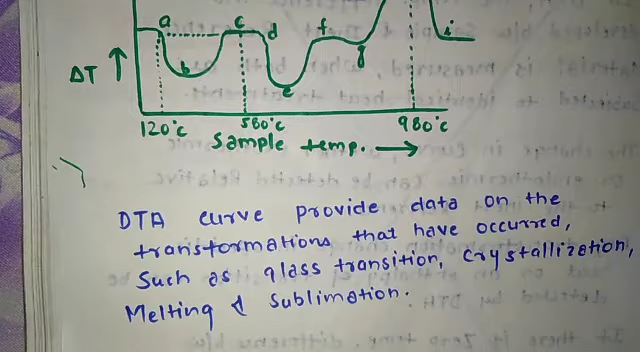 a c d f i
b e g
ΔT ↑
120°c 580°c 980°c
Sample temp. →
DTA curve provide data on the
transformations that have occurred,
Such as glass transition, crystallization,
Melting & Sublimation.